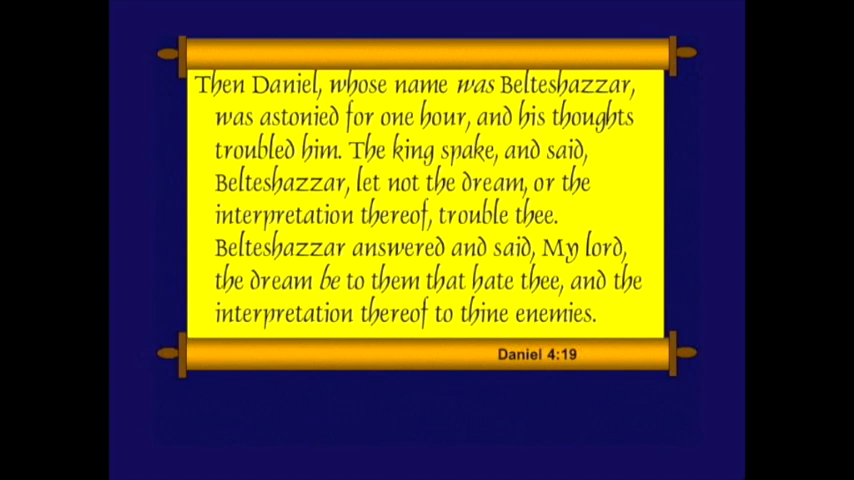 Then Daniel, whose name was Belteshazzar,
was astonied for one hour, and his thoughts
troubled him. The king spake, and said,
Belteshazzar, let not the dream, or the
interpretation thereof, trouble thee.
Belteshazzar answered and said, My lord,
the dream be to them that hate thee, and the
interpretation thereof to thine enemies.
Daniel 4:19